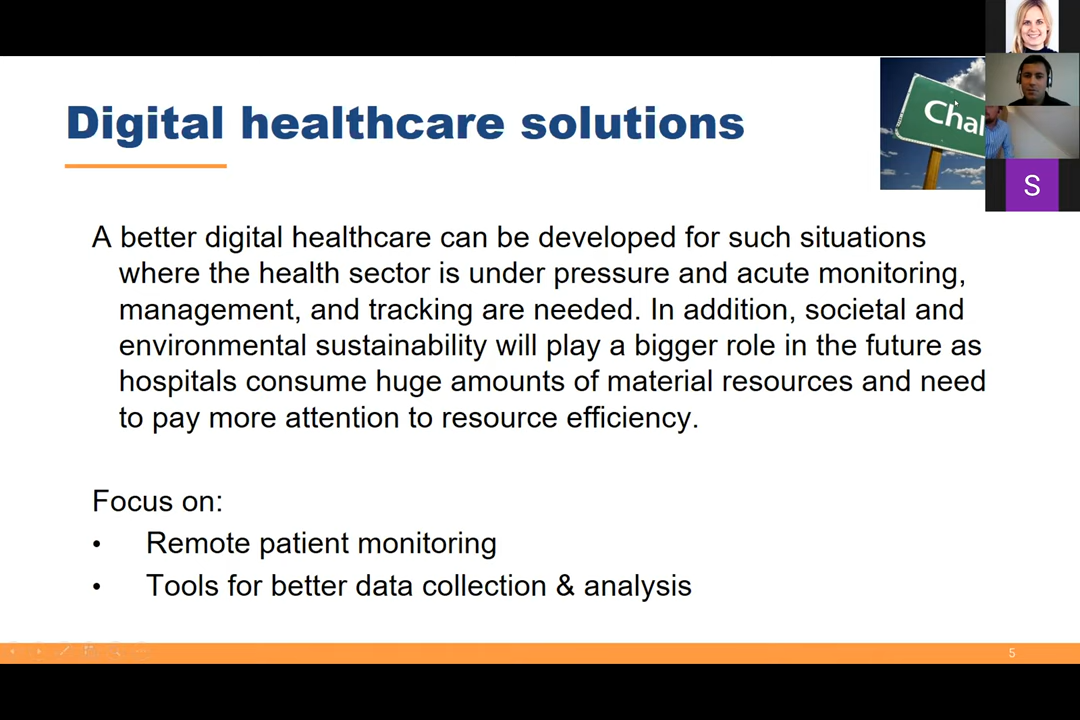 Digital healthcare solutions
Chal
S
A better digital healthcare can be developed for such situations
where the health sector is under pressure and acute monitoring,
management, and tracking are needed. In addition, societal and
environmental sustainability will play a bigger role in the future as
hospitals consume huge amounts of material resources and need
to pay more attention to resource efficiency.
Focus on:
• Remote patient monitoring
• Tools for better data collection & analysis
5